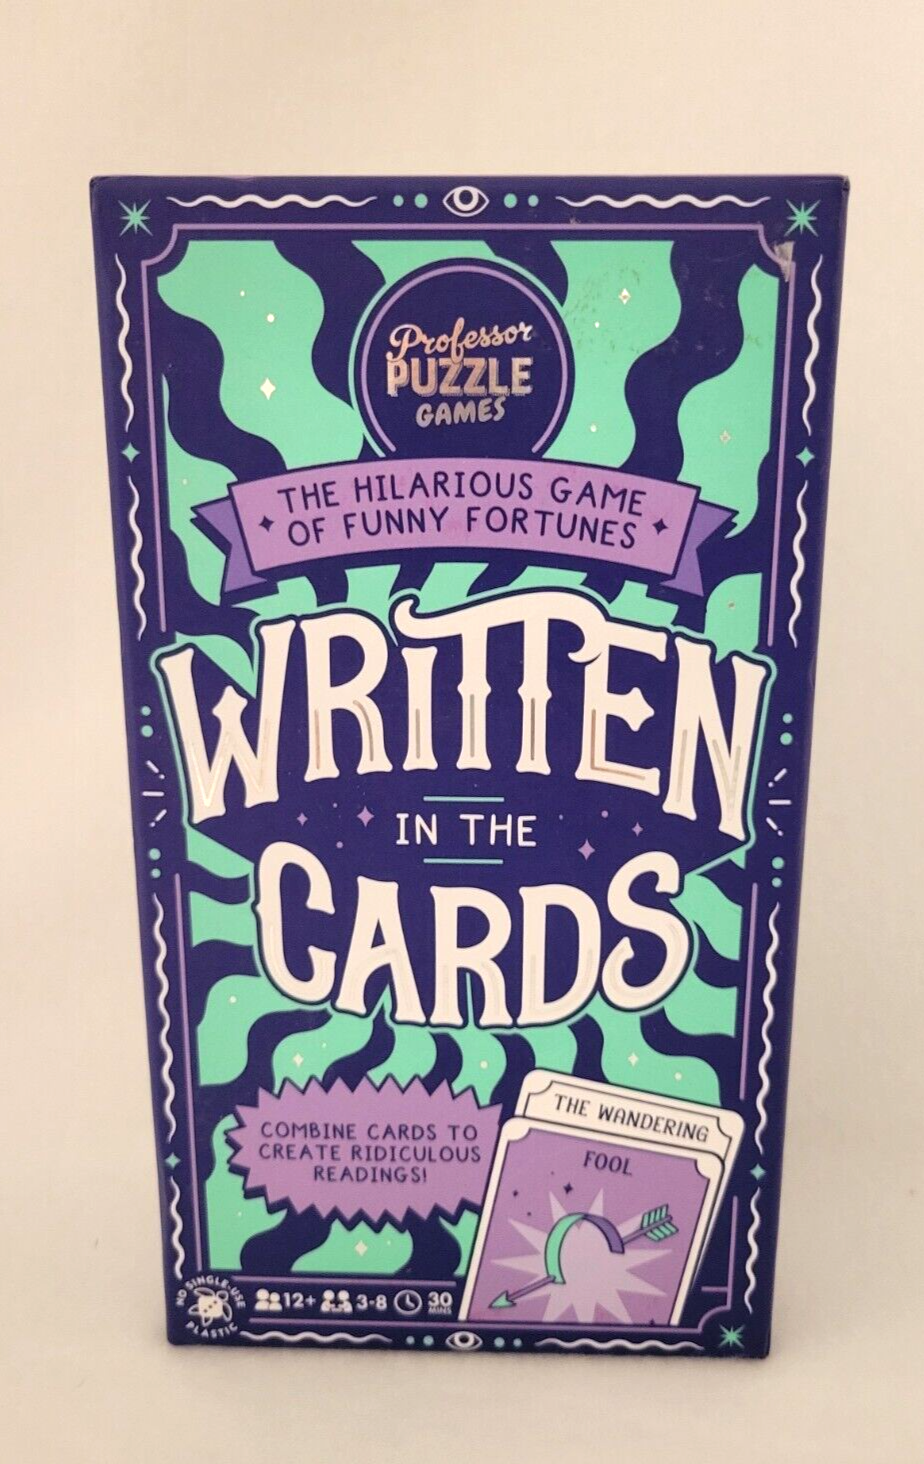 Professor
PUZZLE
GAMES
THE HILARIOUS GAME
OF FUNNY FORTUNES
WRITTEN
IN THE
CARDS
COMBINE CARDS TO
CREATE RIDICULOUS
READINGS!
THE WANDERING
FOOL
NO SINGLE-USE
PLASTIC
12+ 3-8 30
MINS